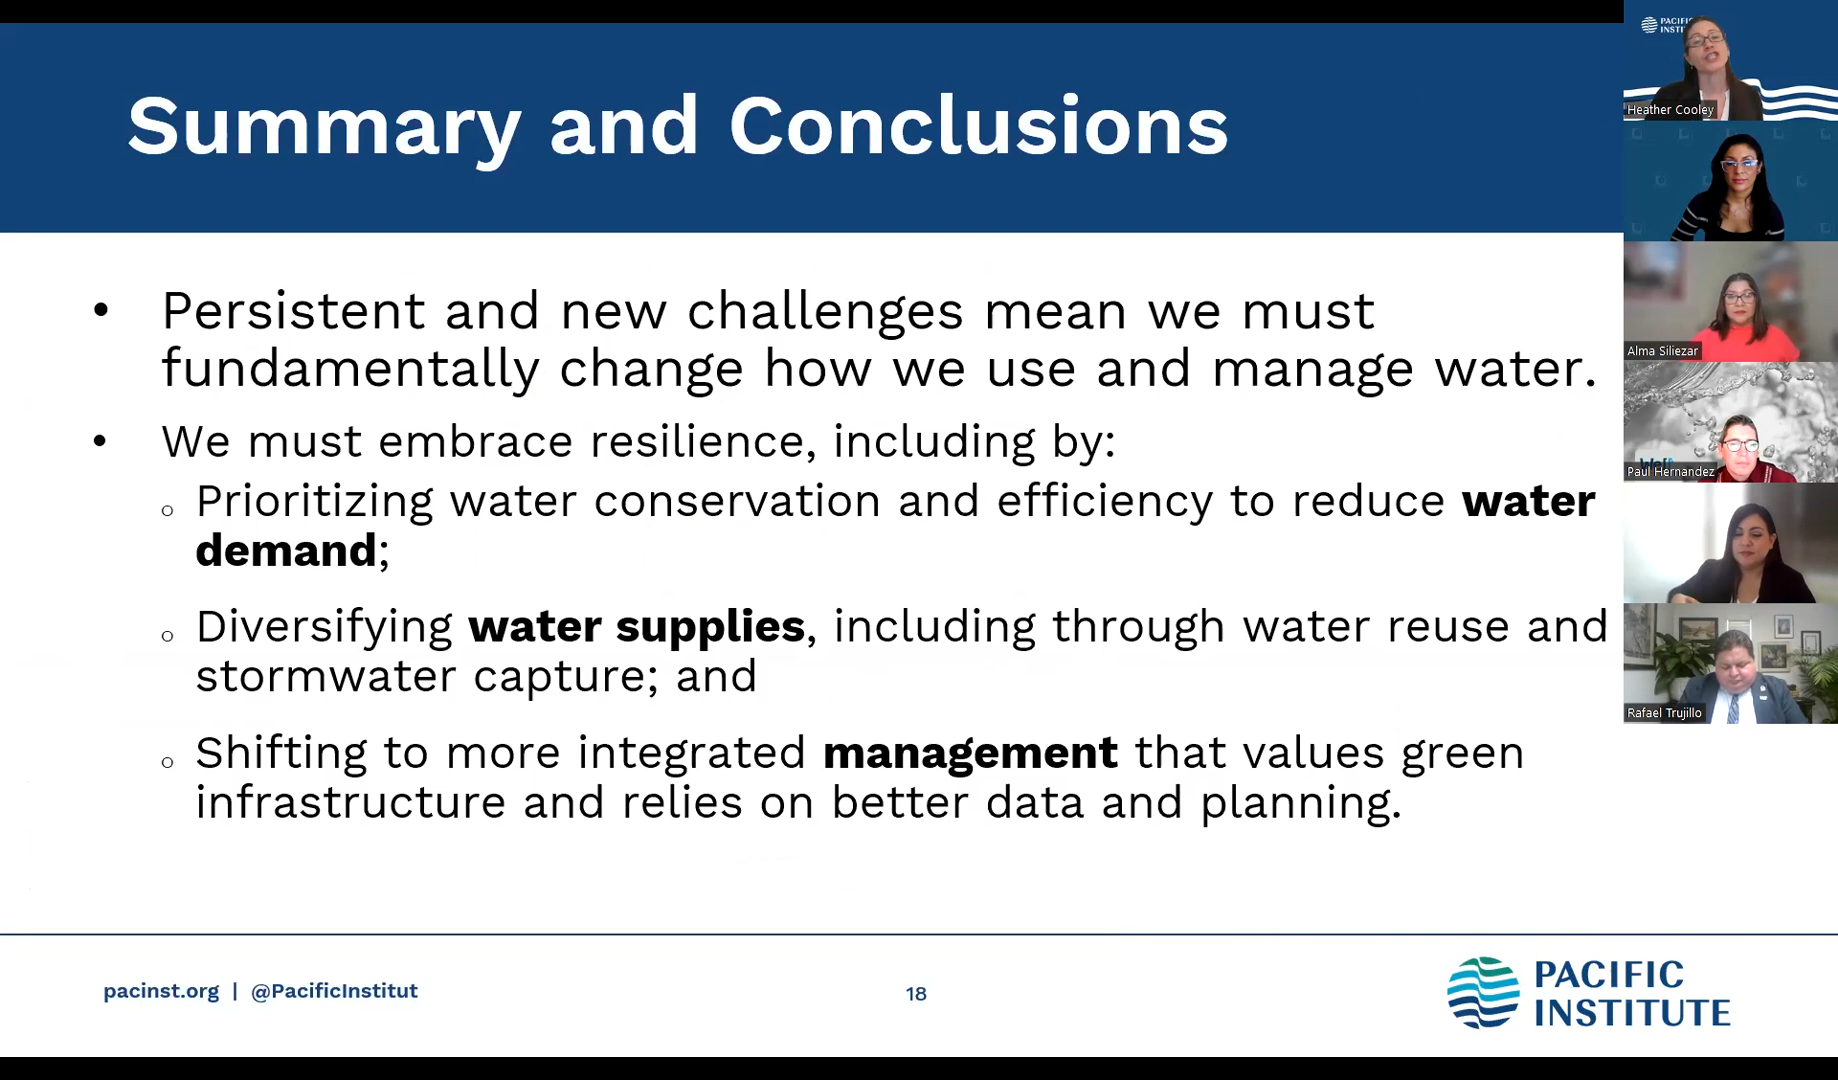 Summary and Conclusions
• Persistent and new challenges mean we must
fundamentally change how we use and manage water.
• We must embrace resilience, including by:
o Prioritizing water conservation and efficiency to reduce water
demand;
o Diversifying water supplies, including through water reuse and
stormwater capture; and
o Shifting to more integrated management that values green
infrastructure and relies on better data and planning.
pacinst.org | @PacificInstitut
18
PACIFIC
INSTITUTE
Heather Cooley
Alma Siliezar
Paul Hernandez
Rafael Trujillo